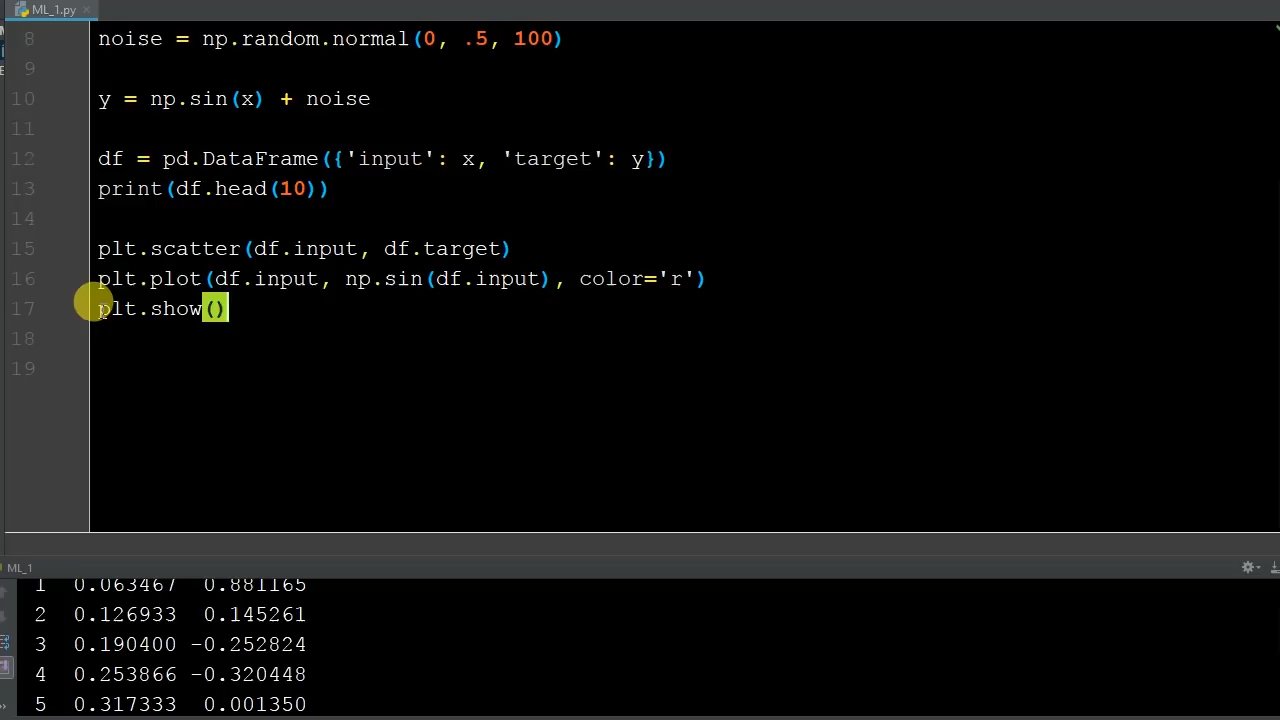 ML_1.py
8 noise = np.random.normal(0, .5, 100)
9
10 y = np.sin(x) + noise
11
12 df = pd.DataFrame({'input': x, 'target': y})
13 print(df.head(10))
14
15 plt.scatter(df.input, df.target)
16 plt.plot(df.input, np.sin(df.input), color='r')
17 plt.show()
18
19
ML_1
1 0.063467 0.881165
2 0.126933 0.145261
3 0.190400 -0.252824
4 0.253866 -0.320448
5 0.317333 0.001350